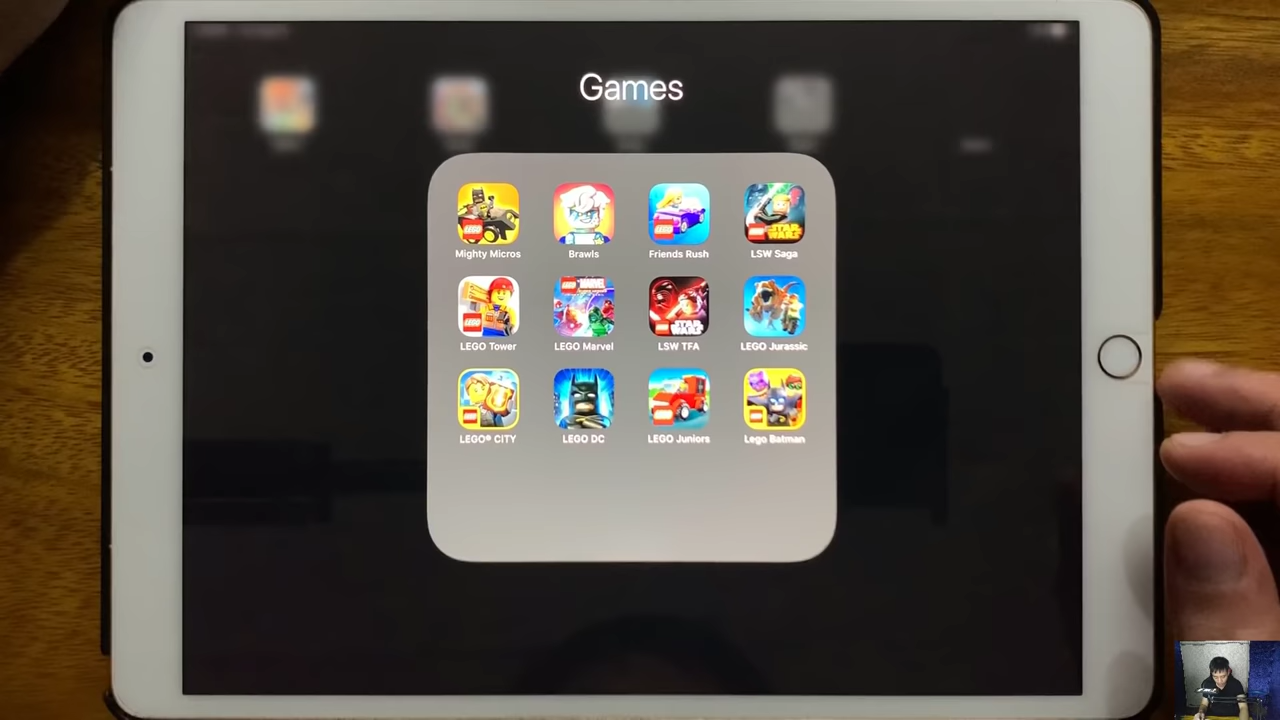 Games
Mighty Micros
Brawls
Friends Rush
LSW Saga
LEGO Tower
LEGO Marvel
LSW TFA
LEGO Jurassic
LEGO® CITY
LEGO DC
LEGO Juniors
Lego Batman